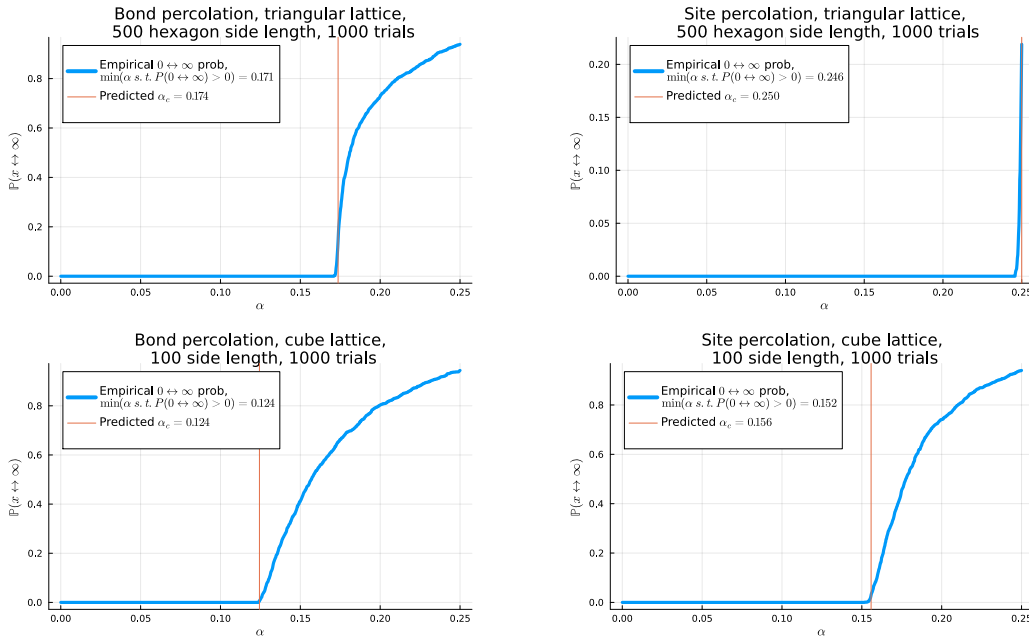 Bond percolation, triangular lattice,
500 hexagon side length, 1000 trials
Empirical 0 ↔ ∞ prob,
min(α s.t. P(0 ↔ ∞) > 0) = 0.171
Predicted α_c = 0.174
ℙ(x ↔ ∞)
0.8
0.6
0.4
0.2
0.0
0.00 0.05 0.10 0.15 0.20 0.25
α
Site percolation, triangular lattice,
500 hexagon side length, 1000 trials
Empirical 0 ↔ ∞ prob,
min(α s.t. P(0 ↔ ∞) > 0) = 0.246
Predicted α_c = 0.250
ℙ(x ↔ ∞)
0.20
0.15
0.10
0.05
0.00
0.00 0.05 0.10 0.15 0.20 0.25
α
Bond percolation, cube lattice,
100 side length, 1000 trials
Empirical 0 ↔ ∞ prob,
min(α s.t. P(0 ↔ ∞) > 0) = 0.124
Predicted α_c = 0.124
ℙ(x ↔ ∞)
0.8
0.6
0.4
0.2
0.0
0.00 0.05 0.10 0.15 0.20 0.25
α
Site percolation, cube lattice,
100 side length, 1000 trials
Empirical 0 ↔ ∞ prob,
min(α s.t. P(0 ↔ ∞) > 0) = 0.152
Predicted α_c = 0.156
ℙ(x ↔ ∞)
0.8
0.6
0.4
0.2
0.0
0.00 0.05 0.10 0.15 0.20 0.25
α